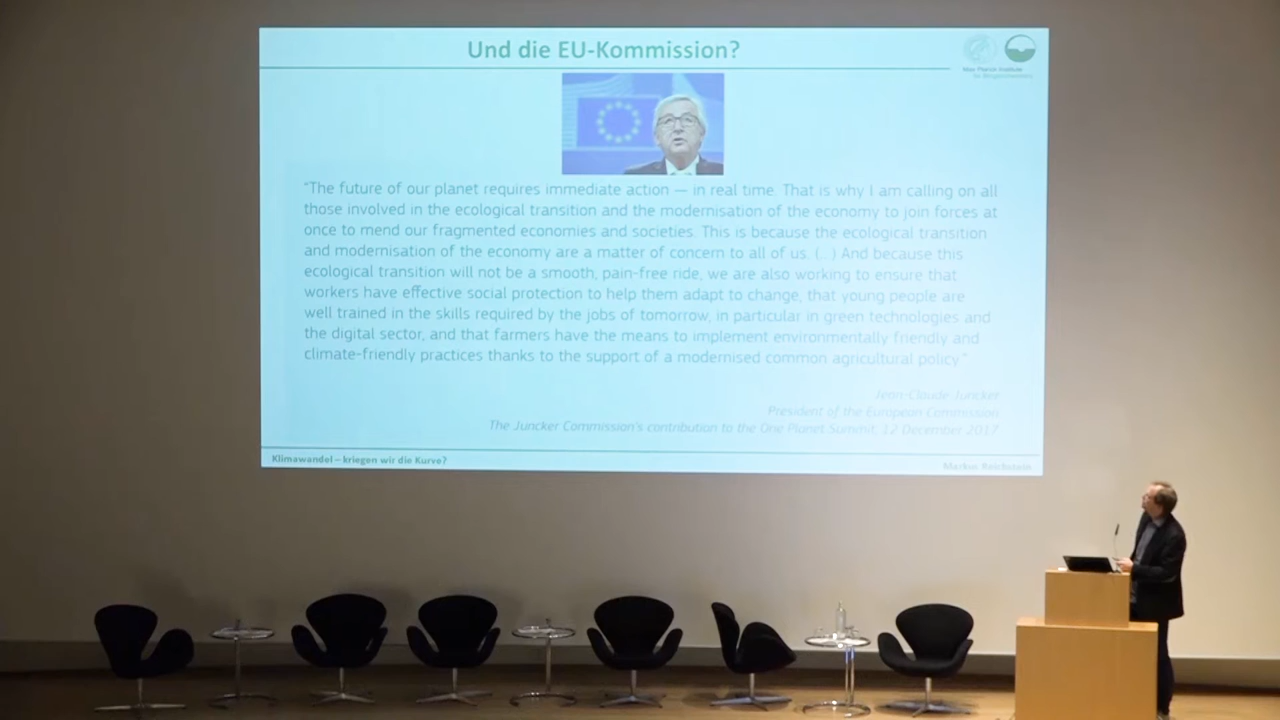 Und die EU-Kommission?
Max Planck Institute
for Biogeochemistry
"The future of our planet requires immediate action — in real time. That is why I am calling on all
those involved in the ecological transition and the modernisation of the economy to join forces at
once to mend our fragmented economies and societies. This is because the ecological transition
and modernisation of the economy are a matter of concern to all of us. (...) And because this
ecological transition will not be a smooth, pain-free ride, we are also working to ensure that
workers have effective social protection to help them adapt to change, that young people are
well trained in the skills required by the jobs of tomorrow, in particular in green technologies and
the digital sector, and that farmers have the means to implement environmentally friendly and
climate-friendly practices thanks to the support of a modernised common agricultural policy."
Jean-Claude Juncker
President of the European Commission
The Juncker Commission's contribution to the One Planet Summit, 12 December 2017
Klimawandel – kriegen wir die Kurve?
Markus Reichstein